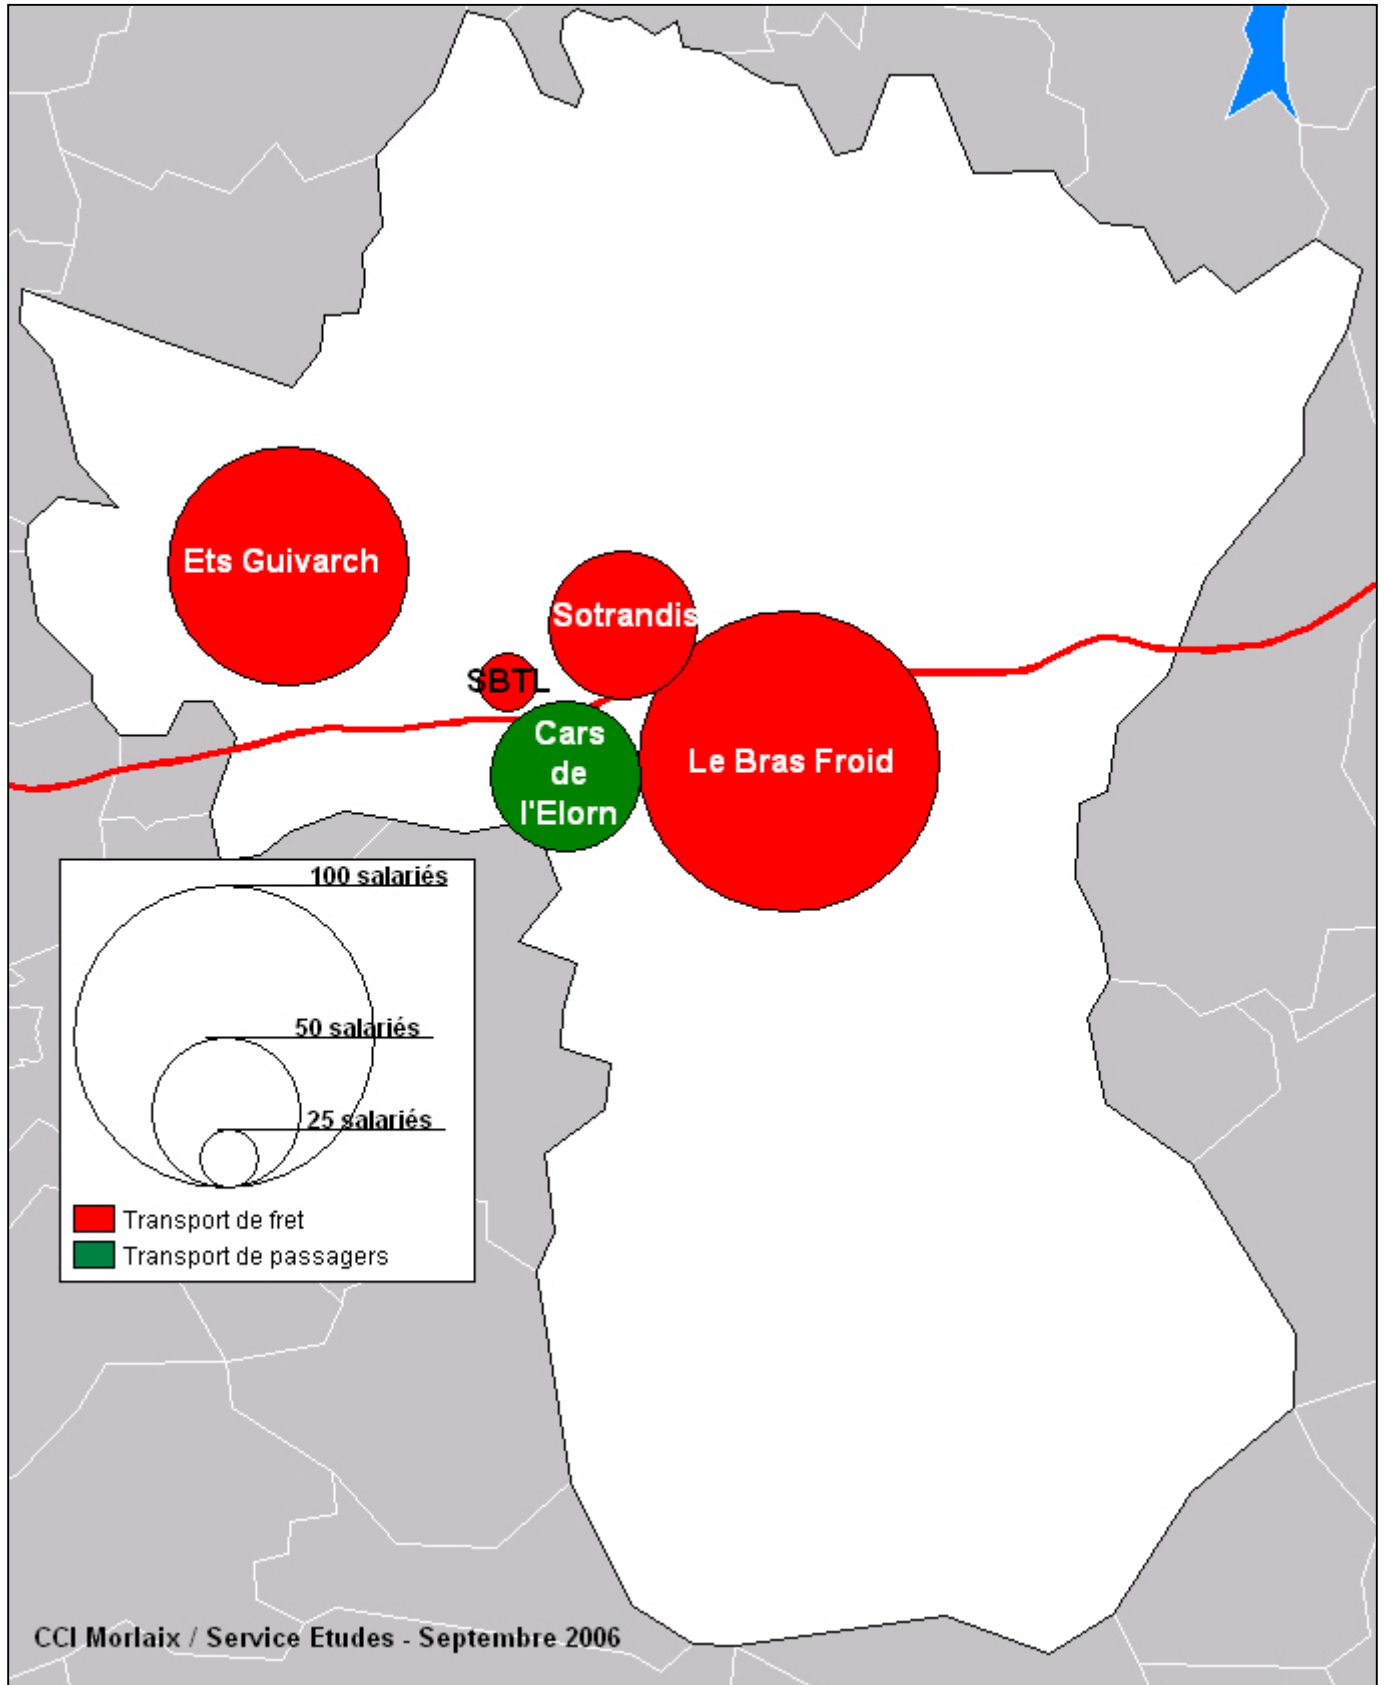 Ets Guivarch
Sotrandis
SBTL
Cars
de
l'Elorn
Le Bras Froid
100 salariés
50 salariés
25 salariés
Transport de fret
Transport de passagers
CCI Morlaix / Service Etudes - Septembre 2006